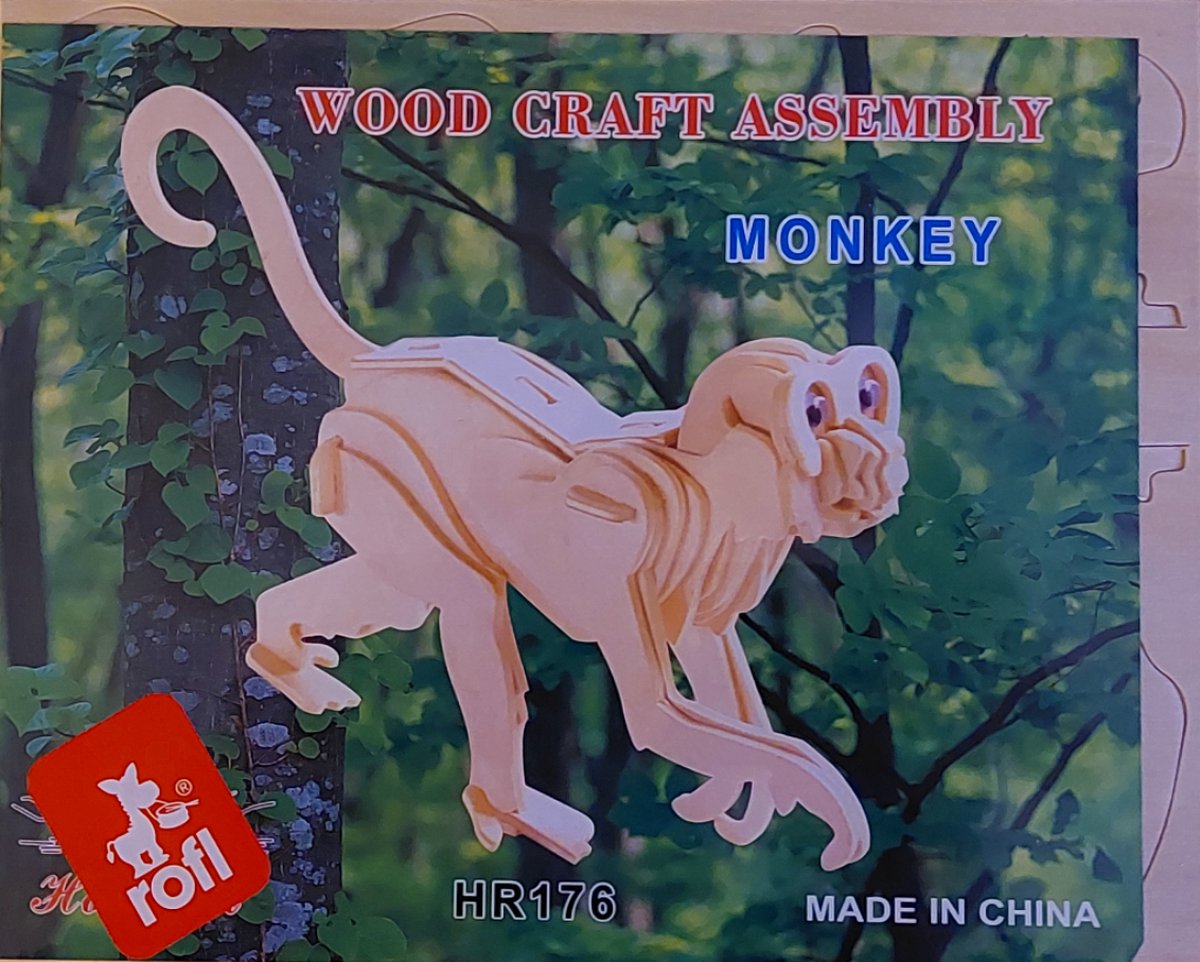 WOOD CRAFT ASSEMBLY
MONKEY
rofl
®
HR176
MADE IN CHINA